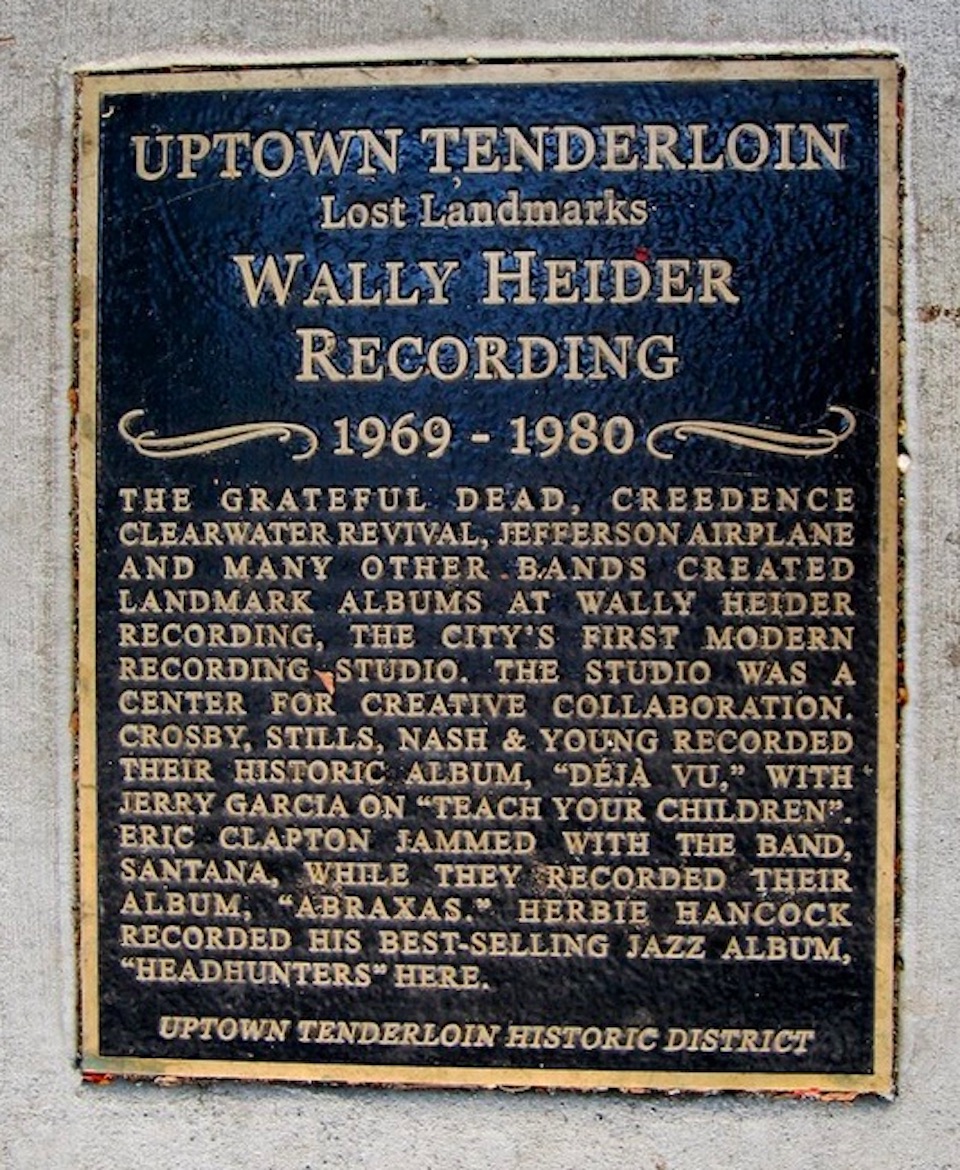 UPTOWN TENDERLOIN
Lost Landmarks
WALLY HEIDER
RECORDING
1969 - 1980
THE GRATEFUL DEAD, CREEDENCE
CLEARWATER REVIVAL, JEFFERSON AIRPLANE
AND MANY OTHER BANDS CREATED
LANDMARK ALBUMS AT WALLY HEIDER
RECORDING, THE CITY'S FIRST MODERN
RECORDING STUDIO. THE STUDIO WAS A
CENTER FOR CREATIVE COLLABORATION.
CROSBY, STILLS, NASH & YOUNG RECORDED
THEIR HISTORIC ALBUM, “DÉJÀ VU,” WITH
JERRY GARCIA ON “TEACH YOUR CHILDREN”.
ERIC CLAPTON JAMMED WITH THE BAND,
SANTANA, WHILE THEY RECORDED THEIR
ALBUM, “ABRAXAS.” HERBIE HANCOCK
RECORDED HIS BEST-SELLING JAZZ ALBUM,
“HEADHUNTERS” HERE.
UPTOWN TENDERLOIN HISTORIC DISTRICT